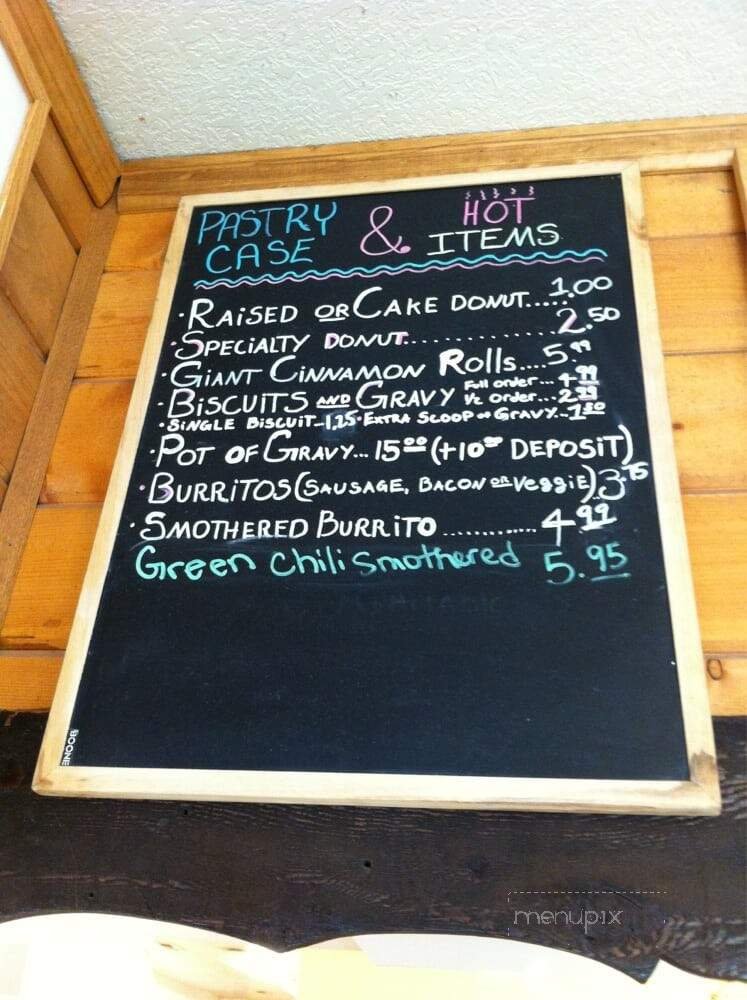 PASTRY CASE & HOT ITEMS
• RAISED OR CAKE DONUT..... 1.00
• SPECIALTY DONUT............... 2.50
• GIANT CINNAMON ROLLS.... 5.99
• BISCUITS AND GRAVY Full order... 4.99
1/2 order... 2.99
• SINGLE BISCUIT..1.25 • EXTRA SCOOP OF GRAVY... 1.50
• POT OF GRAVY... 15.00 (+10.00 DEPOSIT)
• BURRITOS (SAUSAGE, BACON OR Veggie) 3.75
• SMOTHERED BURRITO ............ 4.99
Green Chili Smothered 5.95
BOONE
menupix